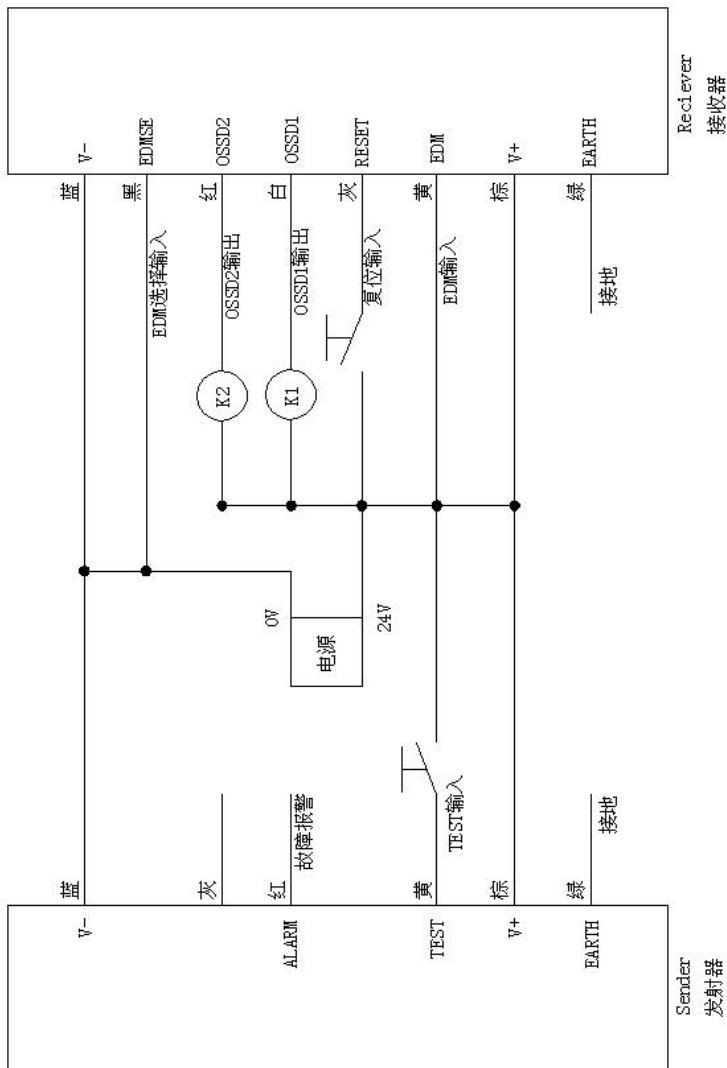 Reciever
接收器
V-
EDMSE
OSSD2
OSSD1
RESET
EDM
V+
EARTH
蓝
黑
红
白
灰
黄
棕
绿
EDM选择输入
OSSD2输出
OSSD1输出
复位输入
EDM输入
接地
K2
K1
0V
电源
24V
故障报警
TEST输入
接地
蓝
灰
红
黄
棕
绿
V-
ALARM
TEST
V+
EARTH
Sender
发射器